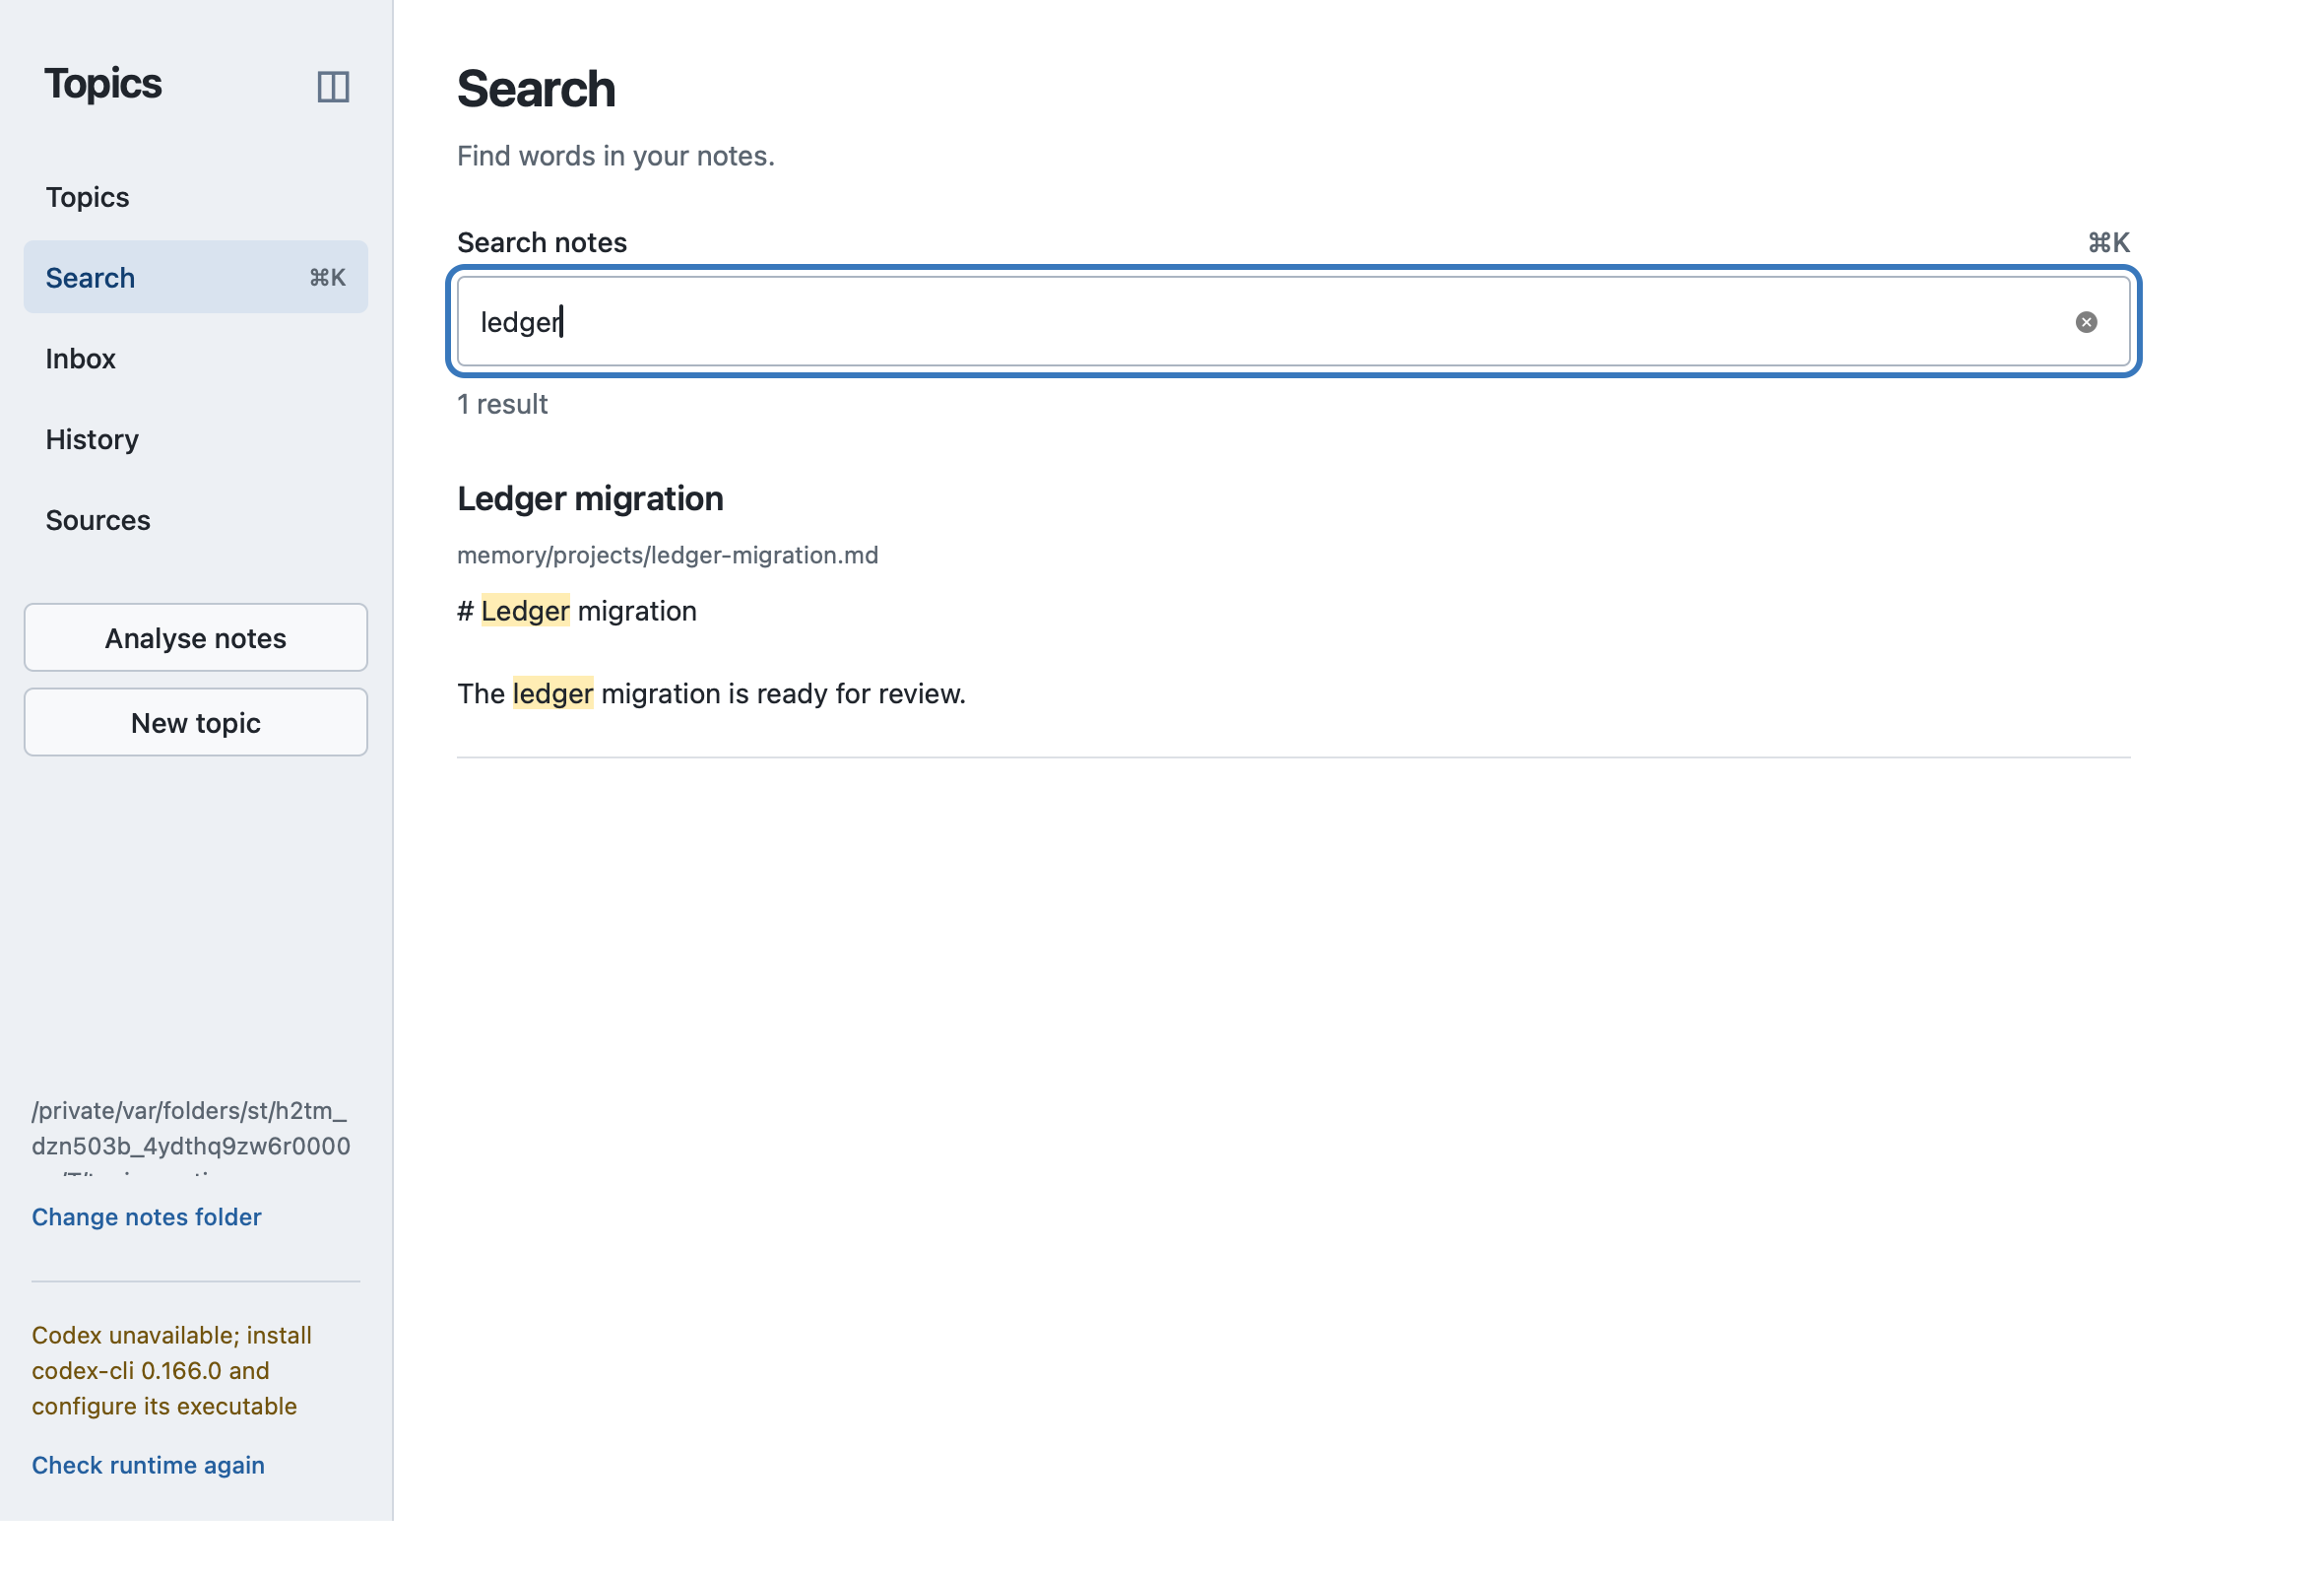 Topics
Topics
Search ⌘K
Inbox
History
Sources
Analyse notes
New topic
/private/var/folders/st/h2tm_
dzn503b_4ydthq9zw6r0000
Change notes folder
Codex unavailable; install
codex-cli 0.166.0 and
configure its executable
Check runtime again
Search
Find words in your notes.
Search notes ⌘K
ledger
1 result
Ledger migration
memory/projects/ledger-migration.md
# Ledger migration
The ledger migration is ready for review.